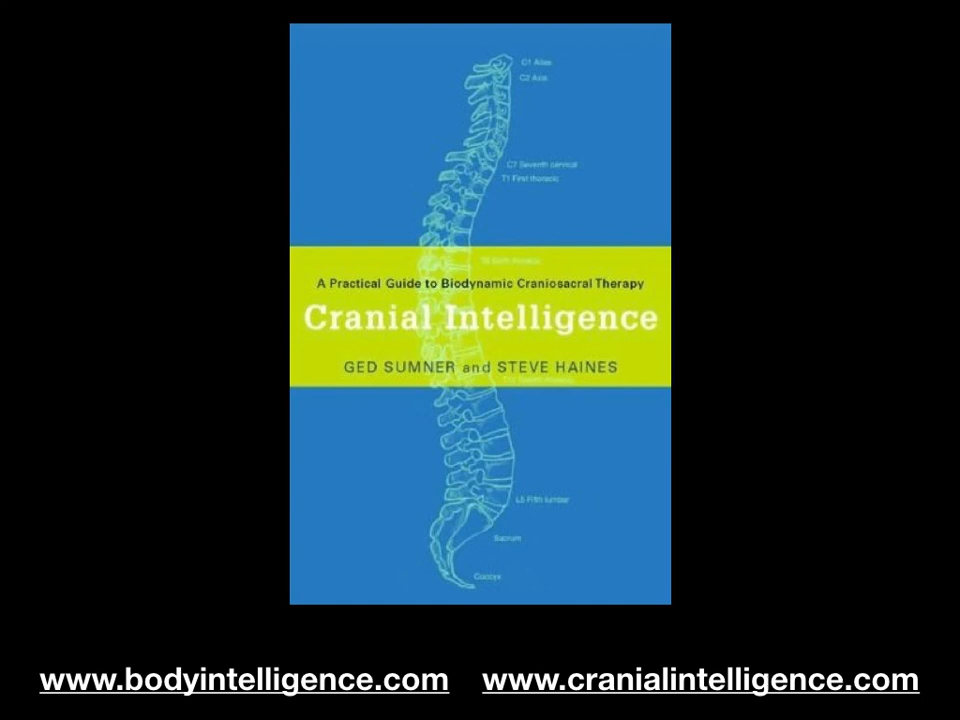 C1 Atlas
C2 Axis
C7 Seventh cervical
T1 First thoracic
A Practical Guide to Biodynamic Craniosacral Therapy
Cranial Intelligence
GED SUMNER and STEVE HAINES
L5 Fifth lumbar
Sacrum
Coccyx
www.bodyintelligence.com www.cranialintelligence.com